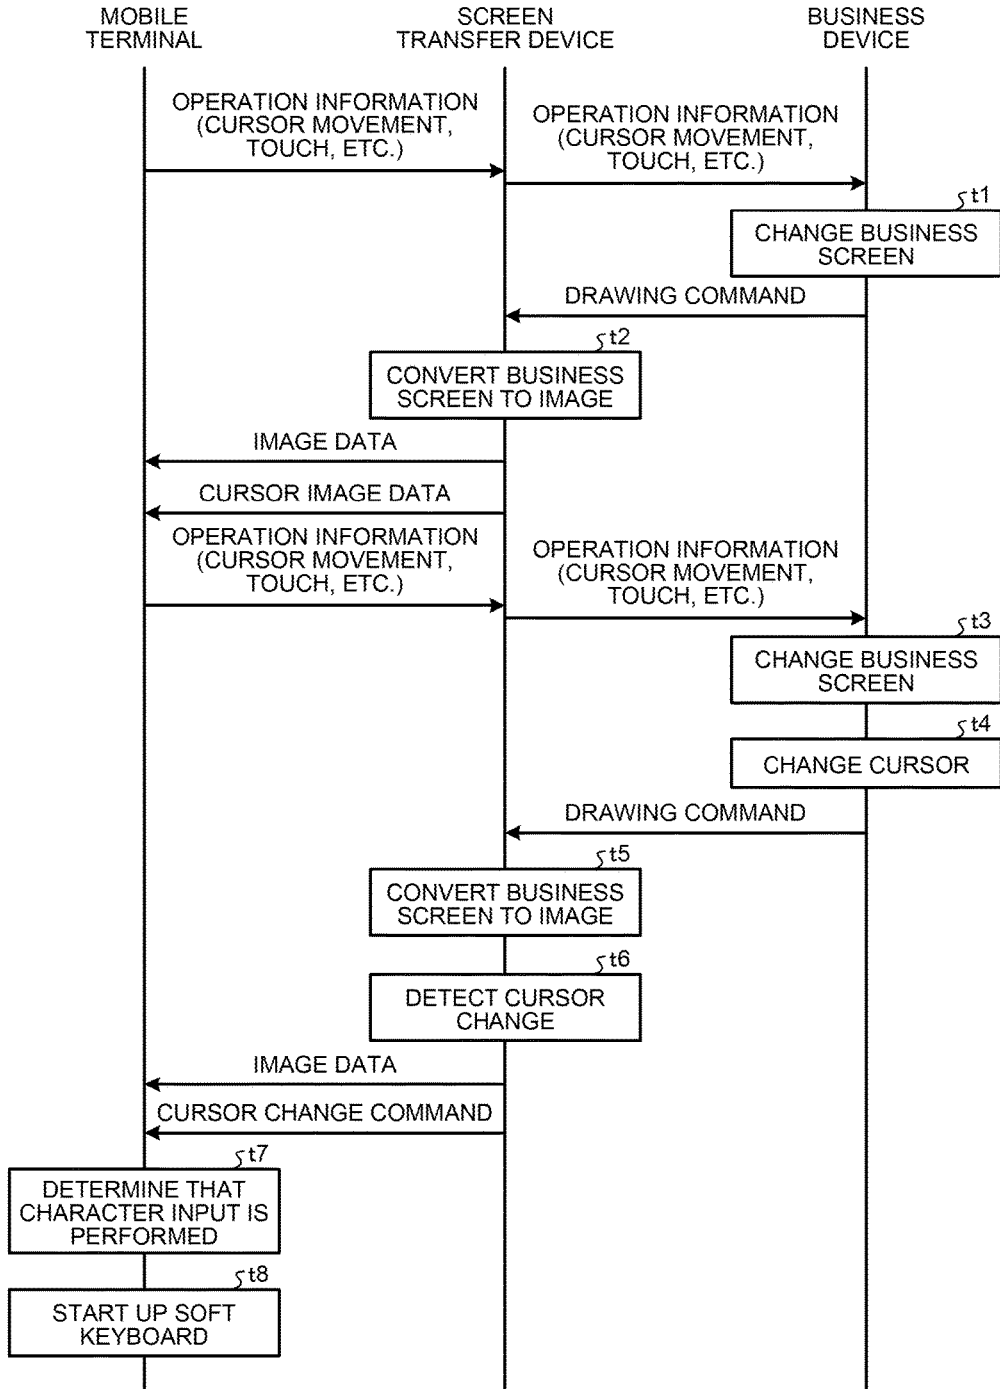 MOBILE
TERMINAL
SCREEN
TRANSFER DEVICE
BUSINESS
DEVICE
OPERATION INFORMATION
(CURSOR MOVEMENT,
TOUCH, ETC.)
OPERATION INFORMATION
(CURSOR MOVEMENT,
TOUCH, ETC.)
t1
CHANGE BUSINESS
SCREEN
DRAWING COMMAND
t2
CONVERT BUSINESS
SCREEN TO IMAGE
IMAGE DATA
CURSOR IMAGE DATA
OPERATION INFORMATION
(CURSOR MOVEMENT,
TOUCH, ETC.)
OPERATION INFORMATION
(CURSOR MOVEMENT,
TOUCH, ETC.)
t3
CHANGE BUSINESS
SCREEN
t4
CHANGE CURSOR
DRAWING COMMAND
t5
CONVERT BUSINESS
SCREEN TO IMAGE
t6
DETECT CURSOR
CHANGE
IMAGE DATA
CURSOR CHANGE COMMAND
t7
DETERMINE THAT
CHARACTER INPUT IS
PERFORMED
t8
START UP SOFT
KEYBOARD